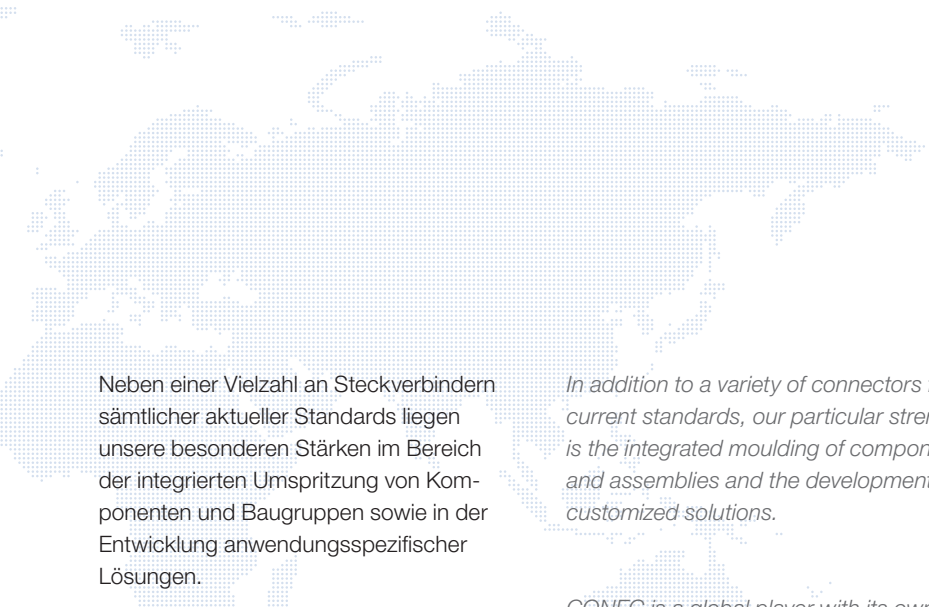 Neben einer Vielzahl an Steckverbindern
sämtlicher aktueller Standards liegen
unsere besonderen Stärken im Bereich
der integrierten Umspritzung von Kom-
ponenten und Baugruppen sowie in der
Entwicklung anwendungsspezifischer
Lösungen.
In addition to a variety of connectors
current standards, our particular
is the integrated moulding of
and assemblies and the development
customized solutions.
CONEC is a global player with its own